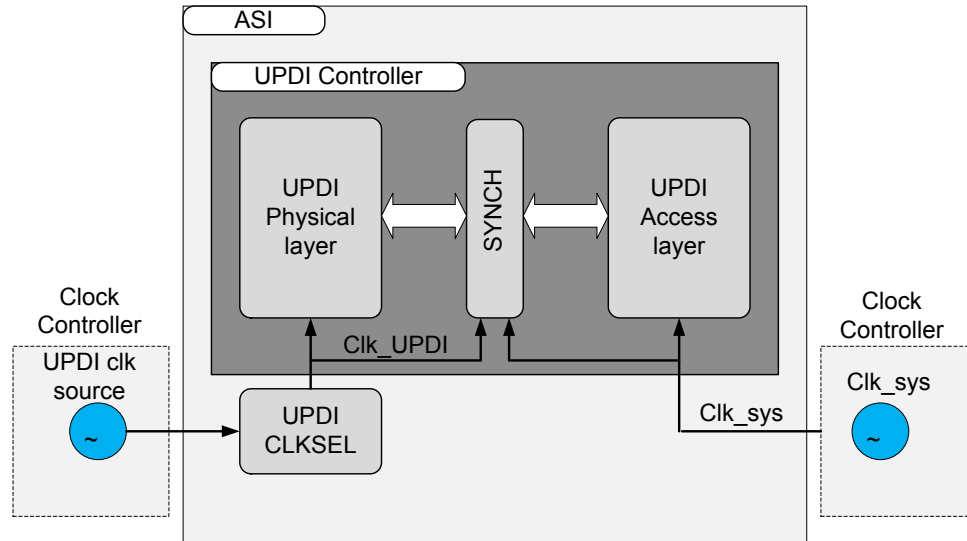 ASI
UPDI Controller
UPDI
Physical
layer
SYNCH
UPDI
Access
layer
Clock
Controller
UPDI clk
source
~
Clk_UPDI
UPDI
CLKSEL
Clk_sys
Clock
Controller
Clk_sys
~